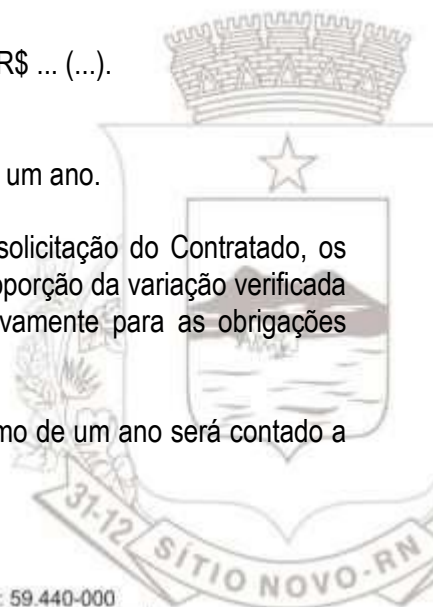 R$ ... (...).
um ano.
solicitação do Contratado, os
oporção da variação verificada
vamente para as obrigações
mo de um ano será contado a
31-12
SÍTIO NOVO-RN
: 59.440-000